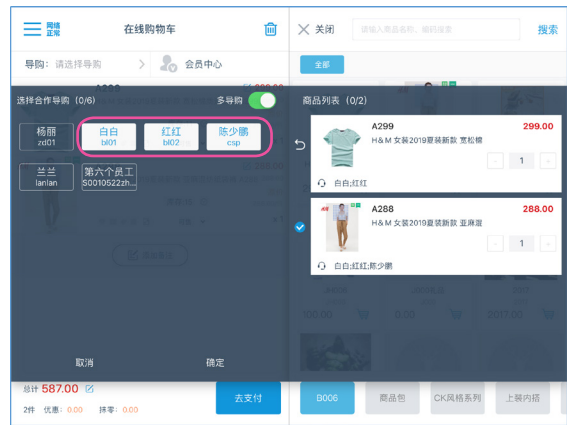 网络
正常
在线购物车
关闭
请输入商品名称、编码搜索
搜索
导购：请选择导购
会员中心
全部
A299
选择合作导购 (0/6)
多导购
杨丽
zd01
白白
bl01
红红
bl02
陈少鹏
csp
兰兰
lanlan
第六个员工
S0010522zh...
商品列表 (0/2)
A299
299.00
H&M 女装2019夏装新款 宽松棉
- 1 +
白白;红红
A288
288.00
H&M 女装2019夏装新款 亚麻混
- 1 +
白白;红红;陈少鹏
0.00
取消
确定
总计 587.00
2件 优惠: 0.00 抹零: 0.00
去支付
B006
商品包
CK风格系列
上装内搭